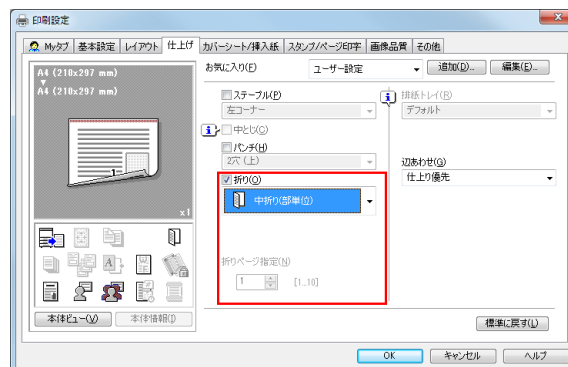 印刷設定
Myタブ 基本設定 レイアウト 仕上げ カバーシート/挿入紙 スタンプ/ページ印字 画像品質 その他
A4 (210x297 mm)
A4 (210x297 mm)
1
x1
お気に入り(F) ユーザー設定 追加(D)... 編集(E)...
ステープル(P)
左コーナー
中とじ(C)
パンチ(H)
2穴(上)
折り(O)
中折り(部単位)
折りページ指定(N)
1 [1..10]
排紙トレイ(R)
デフォルト
辺あわせ(G)
仕上り優先
本体ビュー(V) 本体情報(I)
標準に戻す(L)
OK キャンセル ヘルプ